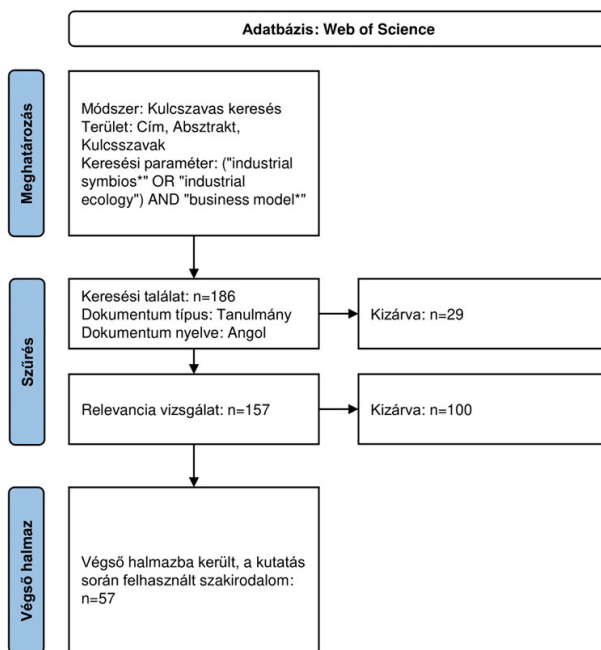 Adatbázis: Web of Science
Meghatározás
Módszer: Kulcszavas keresés
Terület: Cím, Absztrakt,
Kulcsszavak
Keresési paraméter: ("industrial
symbios*" OR "industrial
ecology") AND "business model*"
Szűrés
Keresési találat: n=186
Dokumentum típus: Tanulmány
Dokumentum nyelve: Angol
Kizárva: n=29
Relevancia vizsgálat: n=157
Kizárva: n=100
Végső halmaz
Végső halmazba került, a kutatás
során felhasznált szakirodalom:
n=57